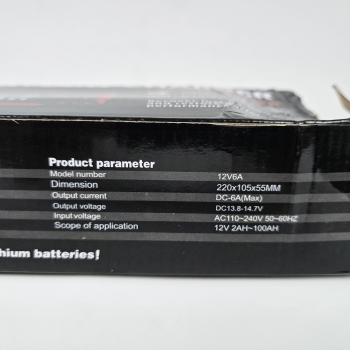 Product parameter
Model number 12V6A
Dimension 220x105x55MM
Output current DC-6A(Max)
Output voltage DC13.8-14.7V
Input voltage AC110~240V 50~60HZ
Scope of application 12V 2AH~100AH
batteries!